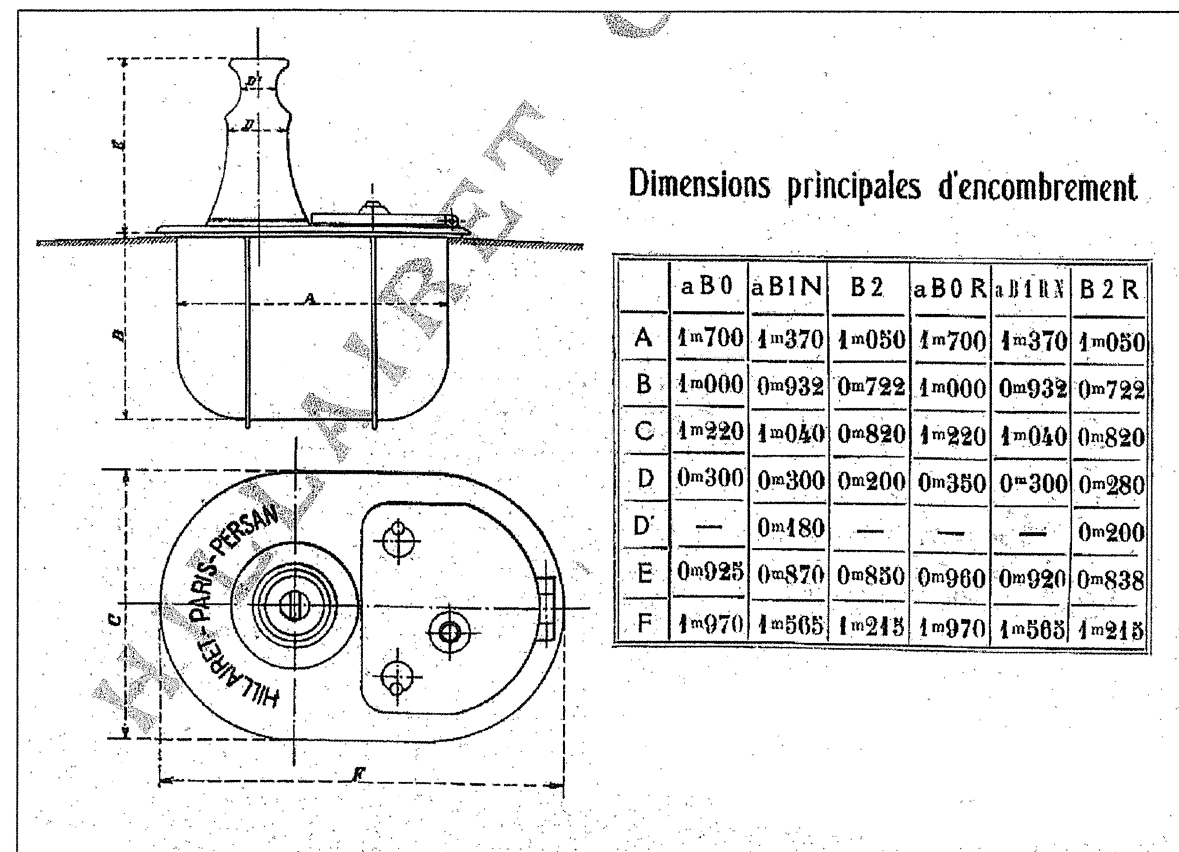 D'
D
E
A
B
HILLAIRET-PARIS-PERSAN
C
F
HILLAIRET
Dimensions principales d'encombrement
aB0 aB1N B2 aB0R aB1RN B2R
A 1m700 1m370 1m050 1m700 1m370 1m050
B 1m000 0m932 0m722 1m000 0m932 0m722
C 1m220 1m040 0m820 1m220 1m040 0m820
D 0m300 0m300 0m200 0m350 0m300 0m280
D' — 0m180 — — — 0m200
E 0m925 0m870 0m850 0m960 0m920 0m838
F 1m970 1m565 1m215 1m970 1m565 1m215